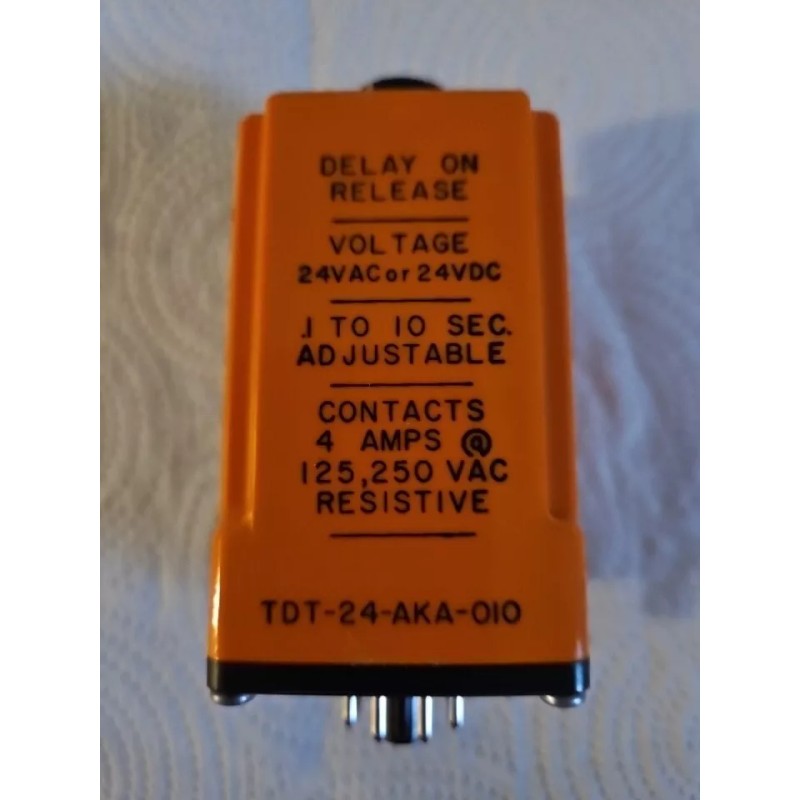 DELAY ON
RELEASE
VOLTAGE
24VAC or 24VDC
.1 TO 10 SEC.
ADJUSTABLE
CONTACTS
4 AMPS @
125,250 VAC
RESISTIVE
TDT-24-AKA-010